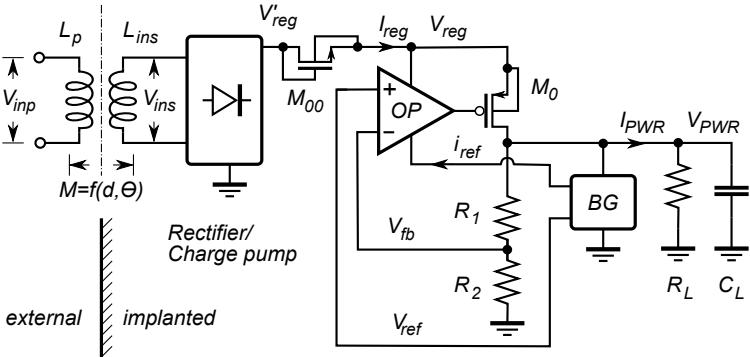 L_p L_ins V'_reg I_reg V_reg
V_inp V_ins M_00 + OP − M_0
I_PWR V_PWR
i_ref
M=f(d,Θ)
R_1 BG
Rectifier/
Charge pump
V_fb
R_2 R_L C_L
external implanted V_ref